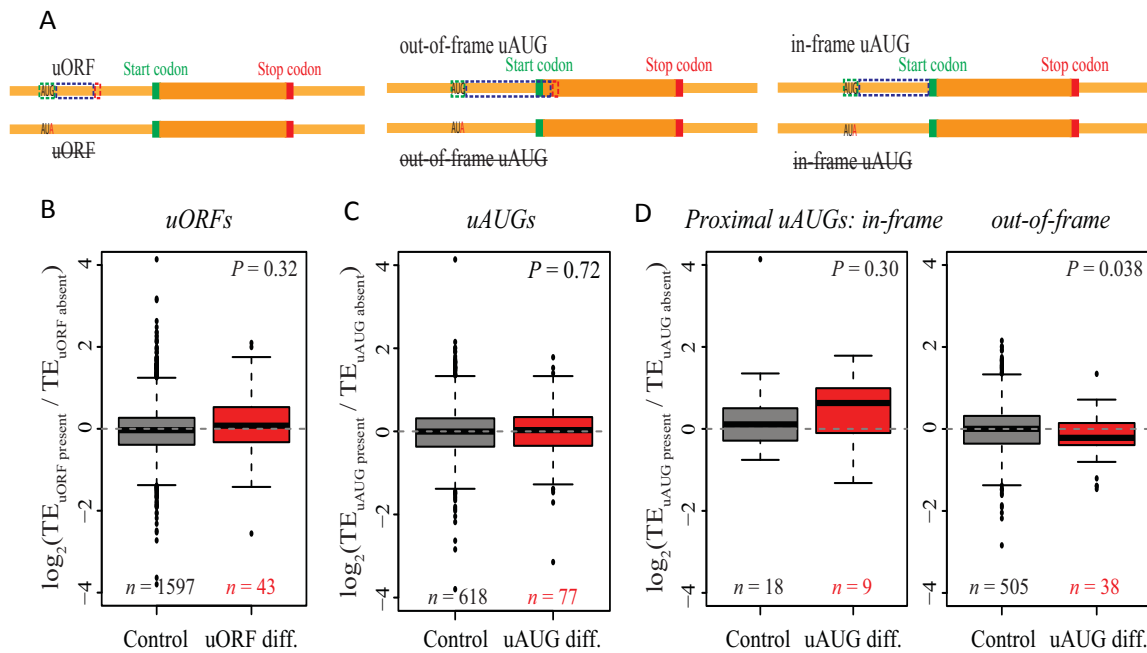 A
uORF
Start codon
Stop codon
AUG
AUA
uORF
out-of-frame uAUG
Start codon
Stop codon
AUG
AUA
out-of-frame uAUG
in-frame uAUG
Start codon
Stop codon
AUG
AUA
in-frame uAUG
B
uORFs
log2(TEuORF present / TEuORF absent)
4
2
0
−2
−4
P = 0.32
n = 1597
n = 43
Control
uORF diff.
C
uAUGs
log2(TEuAUG present / TEuAUG absent)
4
2
0
−2
−4
P = 0.72
n = 618
n = 77
Control
uAUG diff.
D
Proximal uAUGs: in-frame
out-of-frame
log2(TEuAUG present / TEuAUG absent)
4
2
0
−2
−4
P = 0.30
n = 18
n = 9
Control
uAUG diff.
4
2
0
−2
−4
P = 0.038
n = 505
n = 38
Control
uAUG diff.